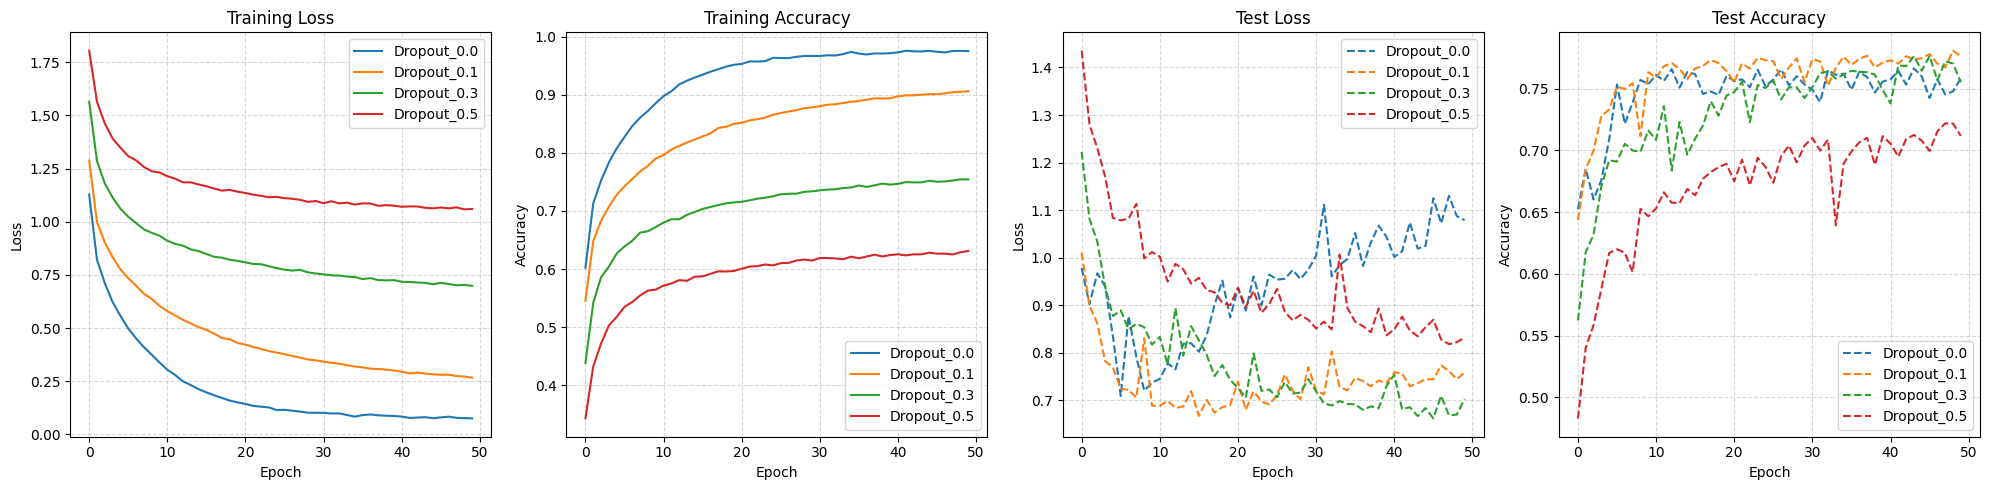 Training Loss
Loss
1.75
1.50
1.25
1.00
0.75
0.50
0.25
0.00
Dropout_0.0
Dropout_0.1
Dropout_0.3
Dropout_0.5
0 10 20 30 40 50
Epoch
Training Accuracy
Accuracy
1.0
0.9
0.8
0.7
0.6
0.5
0.4
Dropout_0.0
Dropout_0.1
Dropout_0.3
Dropout_0.5
0 10 20 30 40 50
Epoch
Test Loss
Loss
1.4
1.3
1.2
1.1
1.0
0.9
0.8
0.7
Dropout_0.0
Dropout_0.1
Dropout_0.3
Dropout_0.5
0 10 20 30 40 50
Epoch
Test Accuracy
Accuracy
0.75
0.70
0.65
0.60
0.55
0.50
Dropout_0.0
Dropout_0.1
Dropout_0.3
Dropout_0.5
0 10 20 30 40 50
Epoch